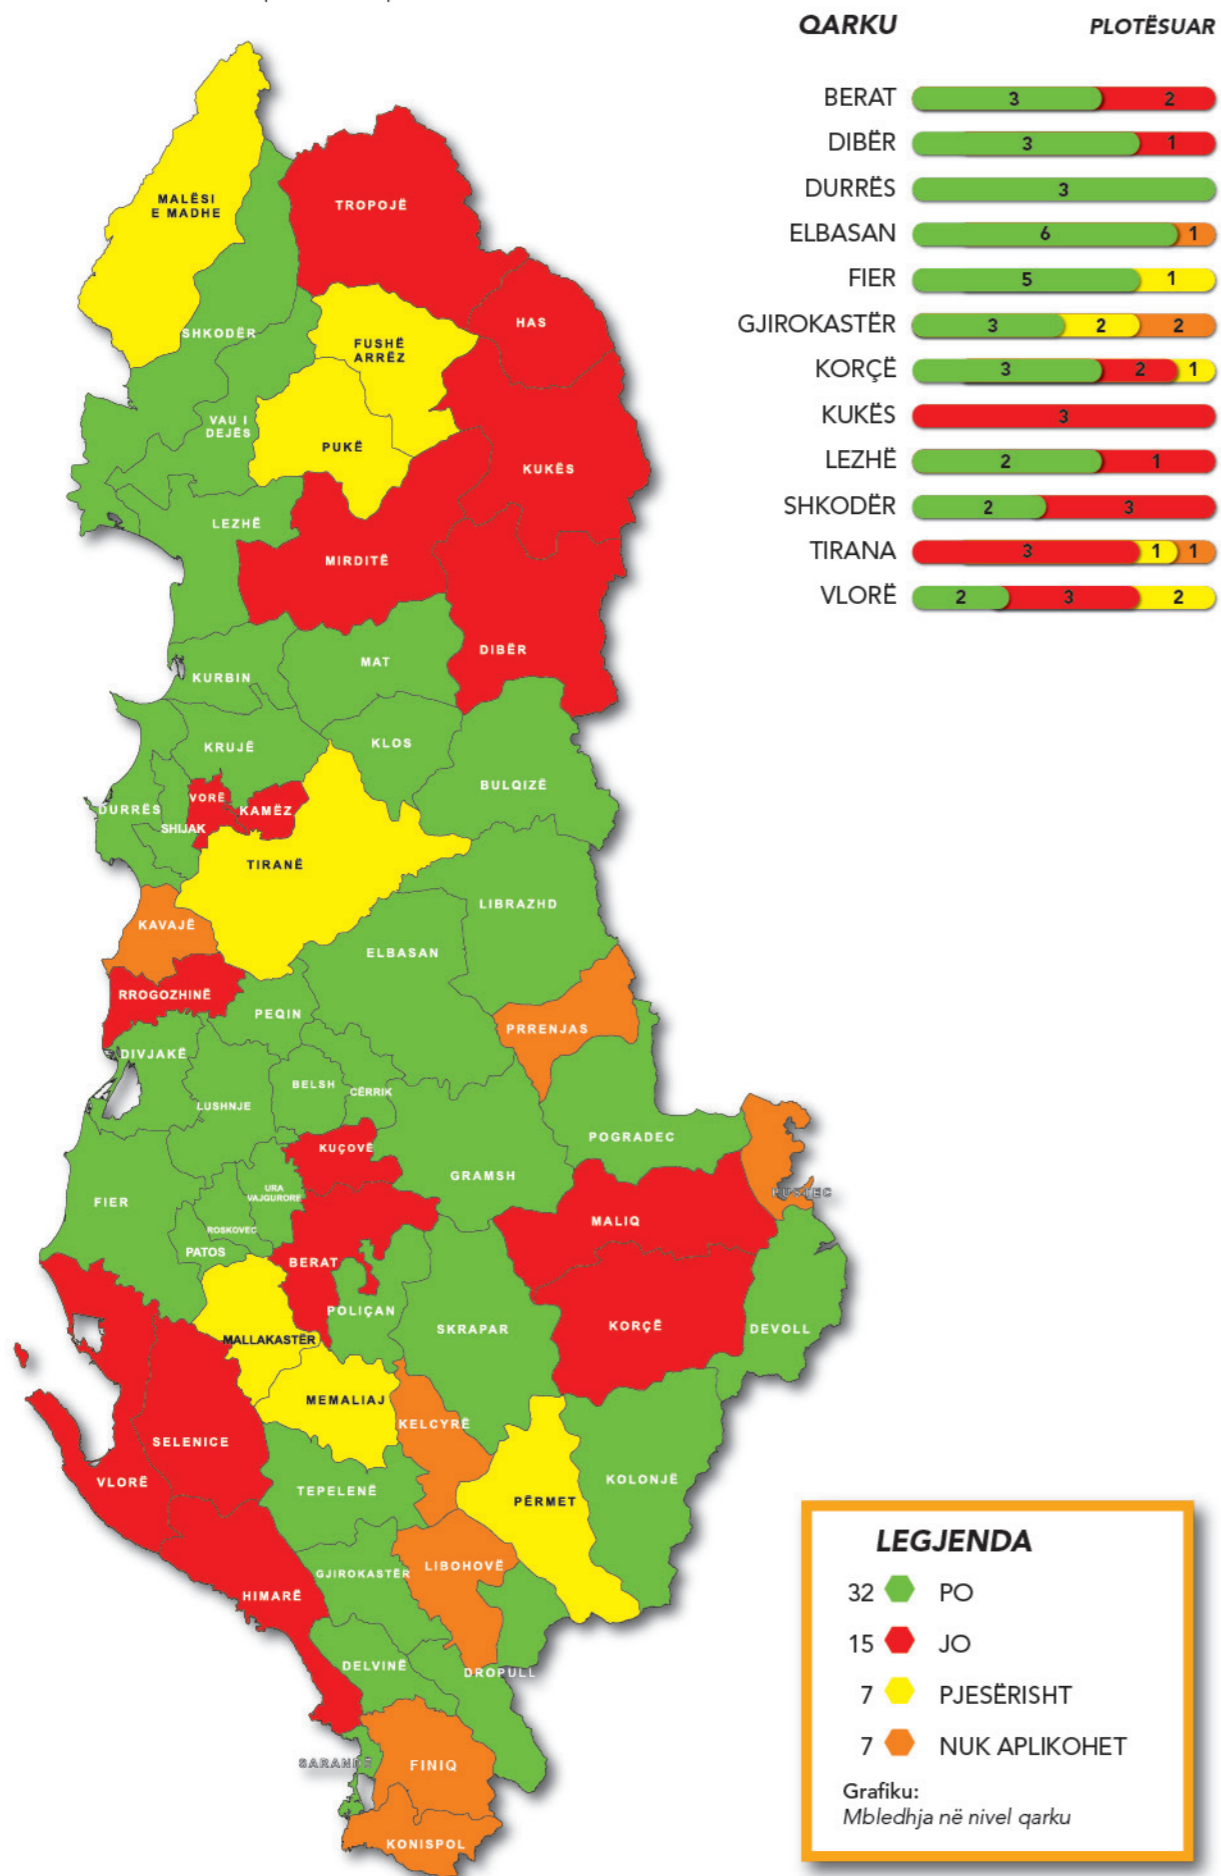 QARKU PLOTËSUAR
BERAT 3 2
DIBËR 3 1
DURRËS 3
ELBASAN 6 1
FIER 5 1
GJIROKASTËR 3 2 2
KORÇË 3 2 1
KUKËS 3
LEZHË 2 1
SHKODËR 2 3
TIRANA 3 1 1
VLORË 2 3 2
MALËSI
E MADHE
TROPOJË
HAS
SHKODËR
FUSHË
ARRËZ
VAU I
DEJËS
PUKË
KUKËS
LEZHË
MIRDITË
DIBËR
MAT
KURBIN
KRUJË
KLOS
BULQIZË
VORË
KAMËZ
DURRËS
SHIJAK
TIRANË
LIBRAZHD
KAVAJË
ELBASAN
RROGOZHINË
PEQIN
PRRENJAS
DIVJAKË
BELSH
CËRRIK
LUSHNJE
POGRADEC
KUÇOVË
GRAMSH
URA
VAJGURORE
PUSTEC
FIER
MALIQ
ROSKOVEC
PATOS
BERAT
POLIÇAN
SKRAPAR
KORÇË
DEVOLL
MALLAKASTËR
MEMALIAJ
KELCYRË
SELENICE
VLORË
TEPELENË
PËRMET
KOLONJË
LIBOHOVË
GJIROKASTËR
HIMARË
DELVINË
DROPULL
SARANDË
FINIQ
KONISPOL
LEGJENDA
32 PO
15 JO
7 PJESËRISHT
7 NUK APLIKOHET
Grafiku:
Mbledhja në nivel qarku